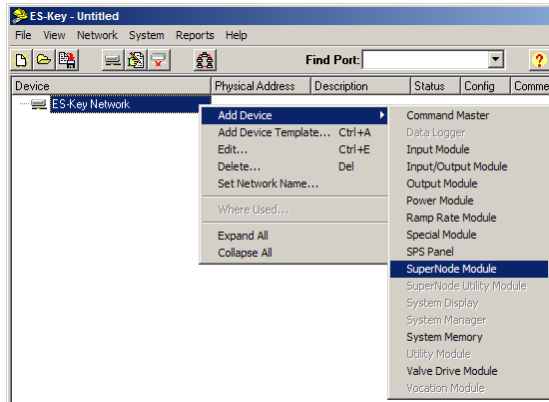 ES-Key - Untitled
File View Network System Reports Help
Find Port:
?
Device Physical Address Description Status Config Comme
ES-Key Network
Add Device
Add Device Template... Ctrl+A
Edit... Ctrl+E
Delete... Del
Set Network Name...
Where Used...
Expand All
Collapse All
Command Master
Data Logger
Input Module
Input/Output Module
Output Module
Power Module
Ramp Rate Module
Special Module
SPS Panel
SuperNode Module
SuperNode Utility Module
System Display
System Manager
System Memory
Utility Module
Valve Drive Module
Vocation Module